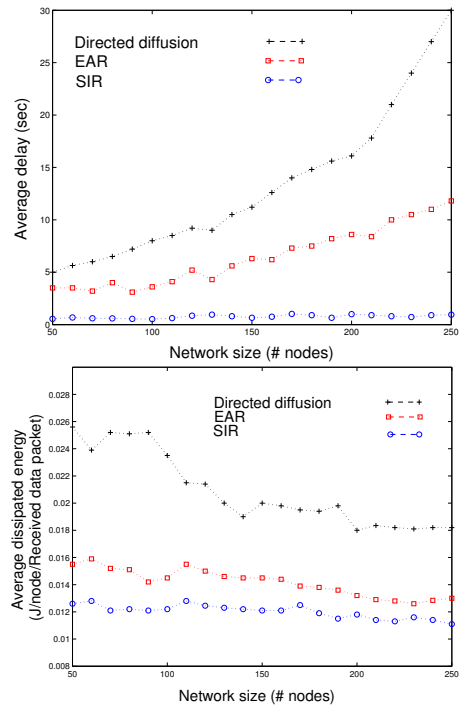 30
25
20
15
10
5
0
Average delay (sec)
Directed diffusion
EAR
SIR
50 100 150 200 250
Network size (# nodes)
0.028
0.026
0.024
0.022
0.02
0.018
0.016
0.014
0.012
0.01
0.008
Average dissipated energy
(J/node/Received data packet)
Directed diffusion
EAR
SIR
50 100 150 200 250
Network size (# nodes)